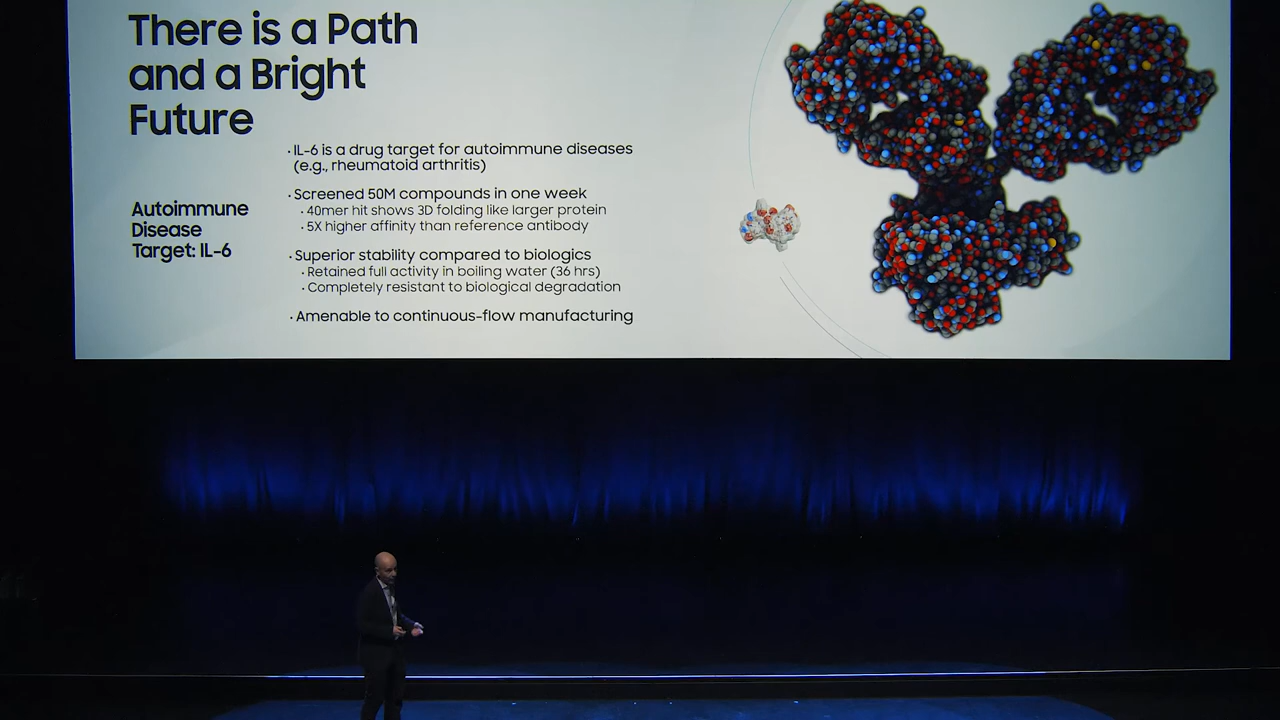 There is a Path
and a Bright
Future
Autoimmune
Disease
Target: IL-6
· IL-6 is a drug target for autoimmune diseases
(e.g., rheumatoid arthritis)
· Screened 50M compounds in one week
· 40mer hit shows 3D folding like larger protein
· 5X higher affinity than reference antibody
· Superior stability compared to biologics
· Retained full activity in boiling water (36 hrs)
· Completely resistant to biological degradation
· Amenable to continuous-flow manufacturing